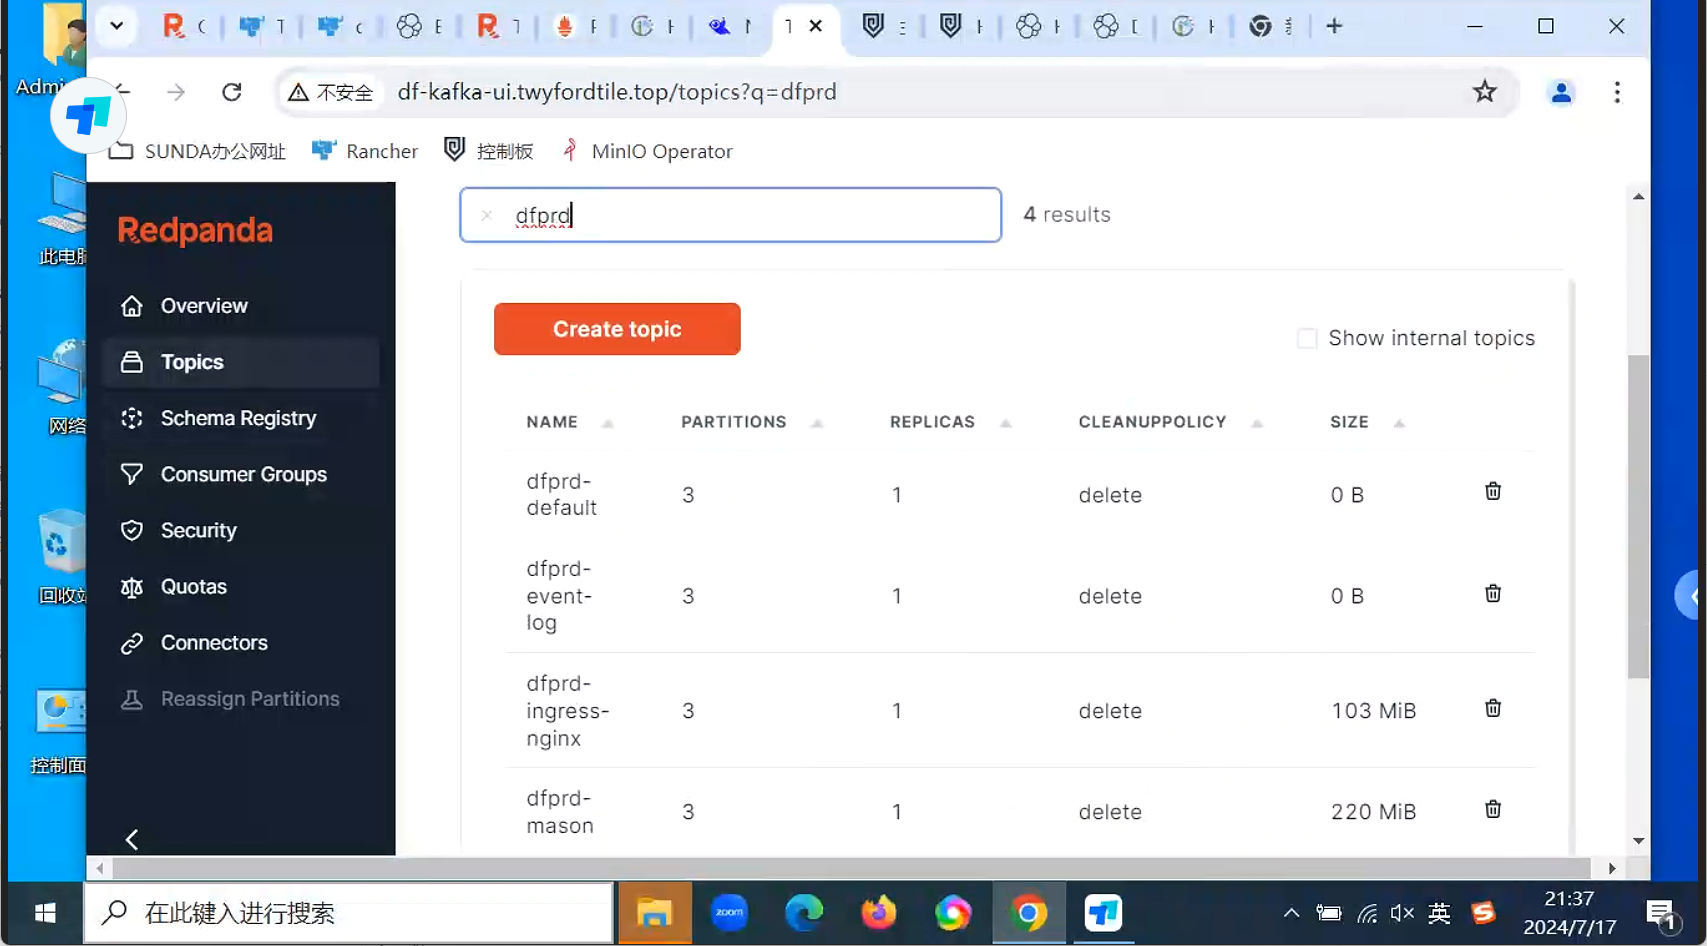 Admi
不安全
df-kafka-ui.twyfordtile.top/topics?q=dfprd
SUNDA办公网址
Rancher
控制板
MinIO Operator
此电脑
网络
回收站
控制面
Redpanda
Overview
Topics
Schema Registry
Consumer Groups
Security
Quotas
Connectors
Reassign Partitions
dfprd
4 results
Create topic
Show internal topics
NAME PARTITIONS REPLICAS CLEANUPPOLICY SIZE
dfprd-
default
3 1 delete 0 B
dfprd-
event-
log
3 1 delete 0 B
dfprd-
ingress-
nginx
3 1 delete 103 MiB
dfprd-
mason
3 1 delete 220 MiB
在此键入进行搜索
zoom
英
21:37
2024/7/17
1